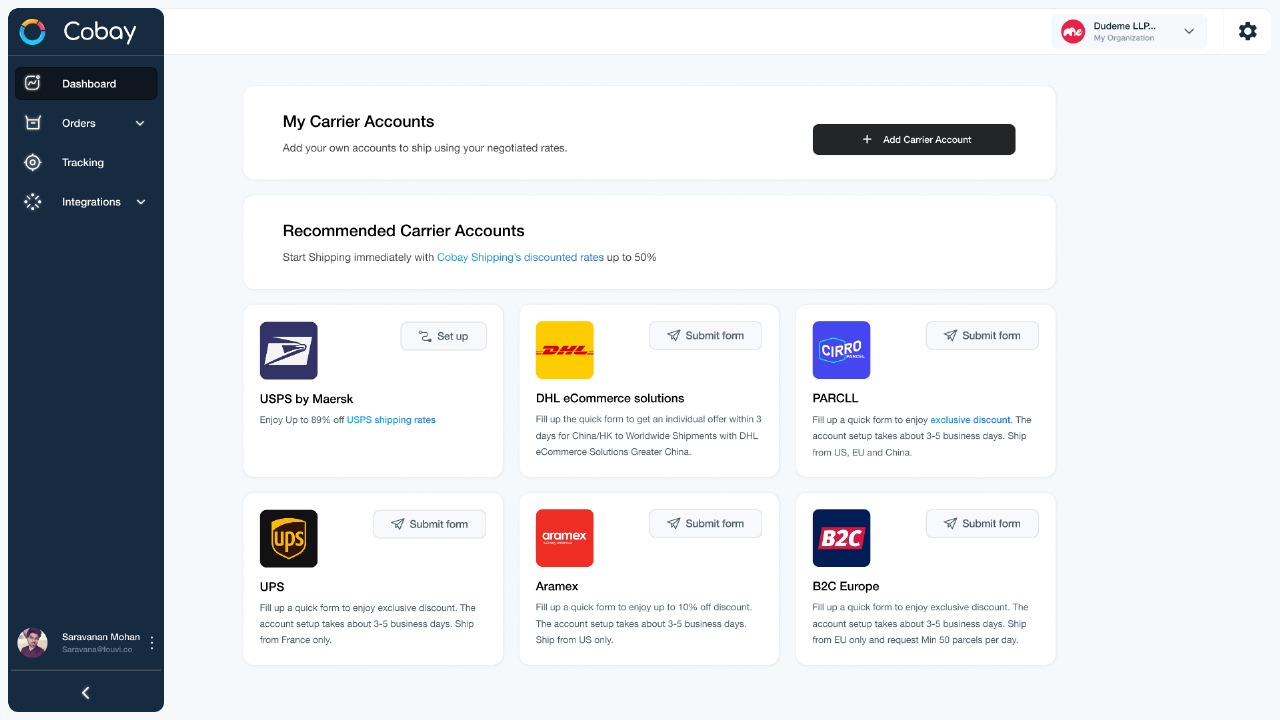 Cobay
Dudeme LLP...
My Organization
Dashboard
Orders
Tracking
Integrations
My Carrier Accounts
Add your own accounts to ship using your negotiated rates.
+ Add Carrier Account
Recommended Carrier Accounts
Start Shipping immediately with Cobay Shipping's discounted rates up to 50%
Set up
USPS by Maersk
Enjoy Up to 89% off USPS shipping rates
DHL
Submit form
DHL eCommerce solutions
Fill up the quick form to get an individual offer within 3
days for China/HK to Worldwide Shipments with DHL
eCommerce Solutions Greater China.
CIRRO
PARCEL
Submit form
PARCLL
Fill up a quick form to enjoy exclusive discount. The
account setup takes about 3-5 business days. Ship
from US, EU and China.
ups
Submit form
UPS
Fill up a quick form to enjoy exclusive discount. The
account setup takes about 3-5 business days. Ship
from France only.
aramex
Submit form
Aramex
Fill up a quick form to enjoy up to 10% off discount.
The account setup takes about 3-5 business days.
Ship from US only.
B2C
Submit form
B2C Europe
Fill up a quick form to enjoy exclusive discount. The
account setup takes about 3-5 business days. Ship
from EU only and request Min 50 parcels per day.
Saravanan Mohan
Saravana@fouvi.co